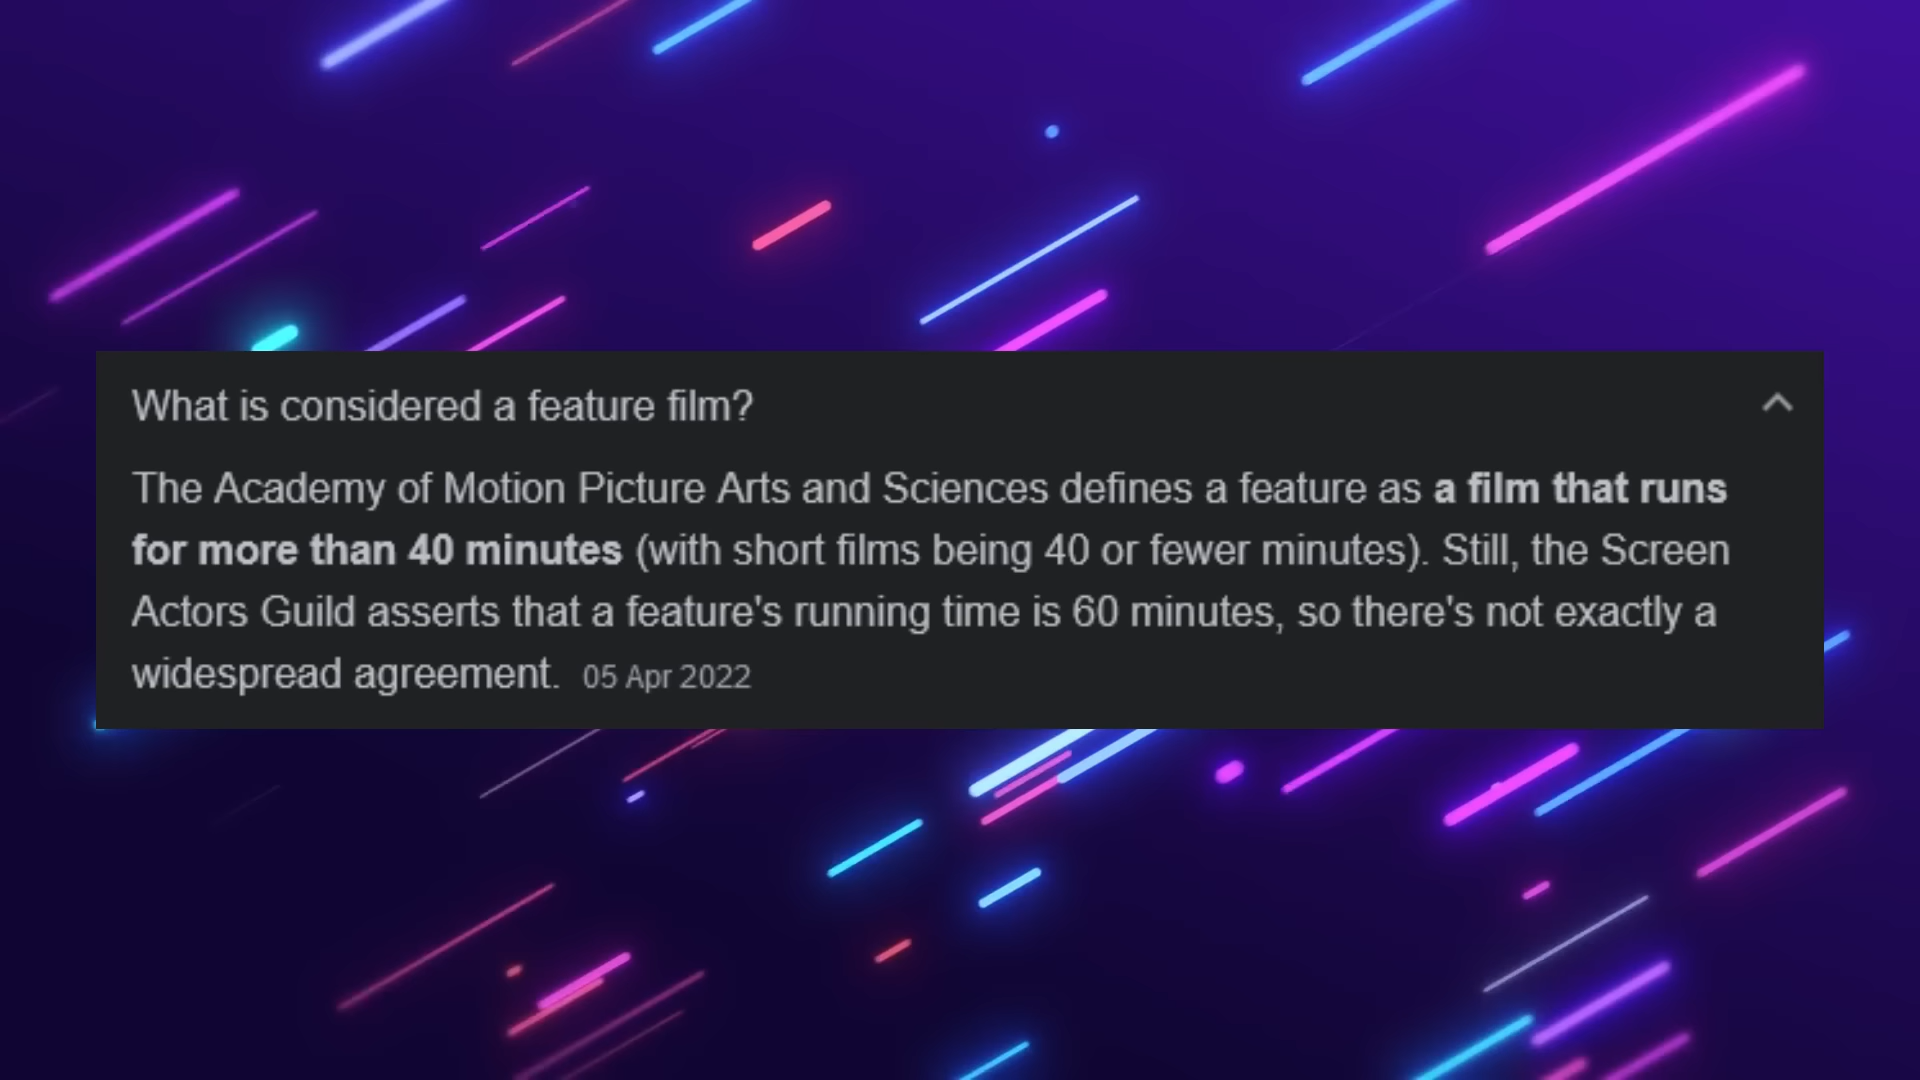 What is considered a feature film?
The Academy of Motion Picture Arts and Sciences defines a feature as a film that runs
for more than 40 minutes (with short films being 40 or fewer minutes). Still, the Screen
Actors Guild asserts that a feature's running time is 60 minutes, so there's not exactly a
widespread agreement. 05 Apr 2022